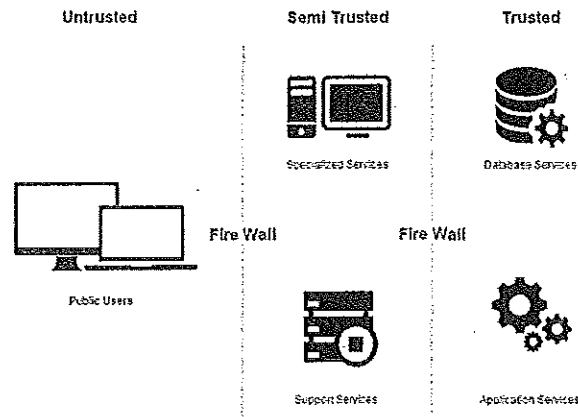 Untrusted
Semi Trusted
Trusted
Specialized Services
Database Services
Fire Wall
Fire Wall
Public Users
Support Services
Application Services